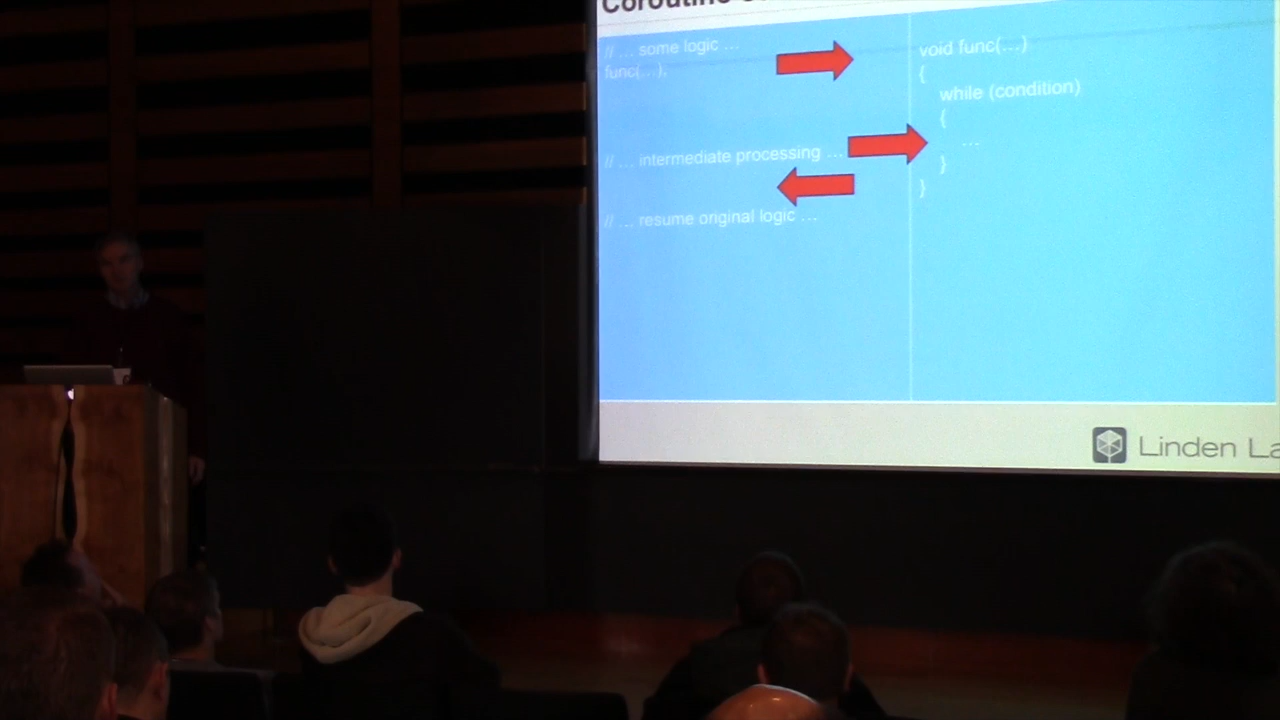 Coroutine
// … some logic …
func(…);
// … intermediate processing …
// … resume original logic …
void func(…)
{
while (condition)
{
…
}
}
Linden La